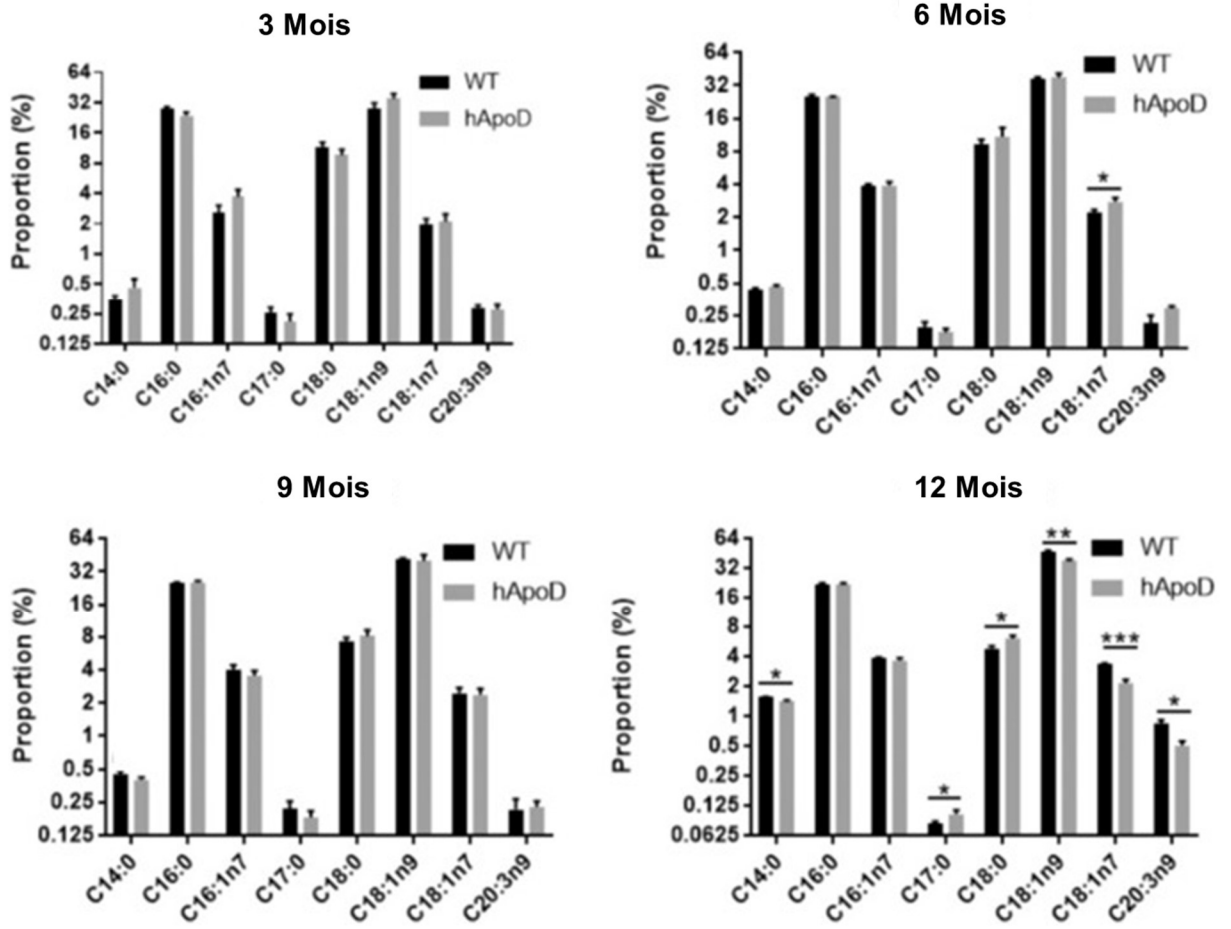 3 Mois
Proportion (%)
64
32
16
8
4
2
1
0.5
0.25
0.125
WT
hApoD
C14:0
C16:0
C16:1n7
C17:0
C18:0
C18:1n9
C18:1n7
C20:3n9
6 Mois
Proportion (%)
64
32
16
8
4
2
1
0.5
0.25
0.125
WT
hApoD
*
C14:0
C16:0
C16:1n7
C17:0
C18:0
C18:1n9
C18:1n7
C20:3n9
9 Mois
Proportion (%)
64
32
16
8
4
2
1
0.5
0.25
0.125
WT
hApoD
C14:0
C16:0
C16:1n7
C17:0
C18:0
C18:1n9
C18:1n7
C20:3n9
12 Mois
Proportion (%)
64
32
16
8
4
2
1
0.5
0.25
0.125
0.0625
WT
hApoD
*
*
*
**
***
*
C14:0
C16:0
C16:1n7
C17:0
C18:0
C18:1n9
C18:1n7
C20:3n9